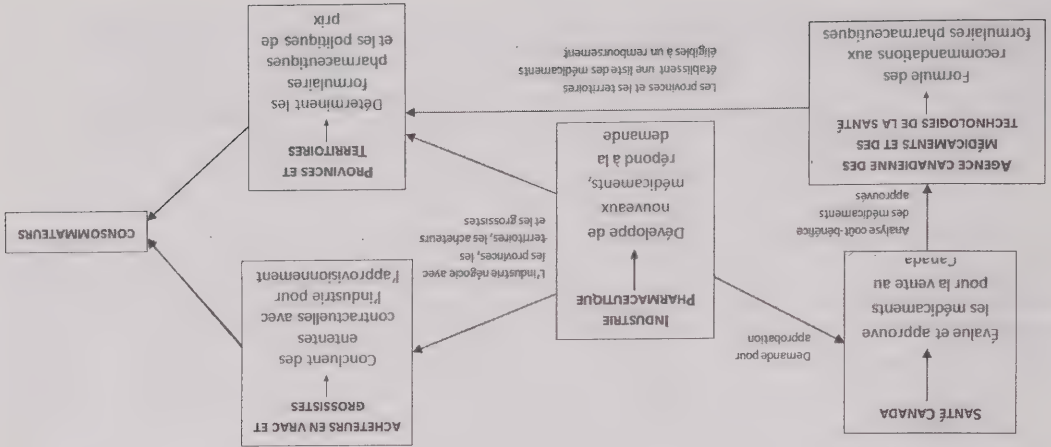 SANTÉ CANADA
Évalue et approuve
les médicaments
pour la vente au
Canada
Demande pour
approbation
INDUSTRIE
PHARMACEUTIQUE
Développe de
nouveaux
médicaments,
répond à la
demande
L'industrie négocie avec
les provinces, les
territoires, les acheteurs
et les grossistes
ACHETEURS EN VRAC ET
GROSSISTES
Concluent des
ententes
contractuelles avec
l'industrie pour
l'approvisionnement
CONSOMMATEURS
Analyse coût-bénéfice
des médicaments
approuvés
AGENCE CANADIENNE DES
MÉDICAMENTS ET DES
TECHNOLOGIES DE LA SANTÉ
Formule des
recommandations aux
formulaires pharmaceutiques
Les provinces et les territoires
établissent une liste des médicaments
éligibles à un remboursement
PROVINCES ET
TERRITOIRES
Déterminent les
formulaires
pharmaceutiques
et les politiques de
prix